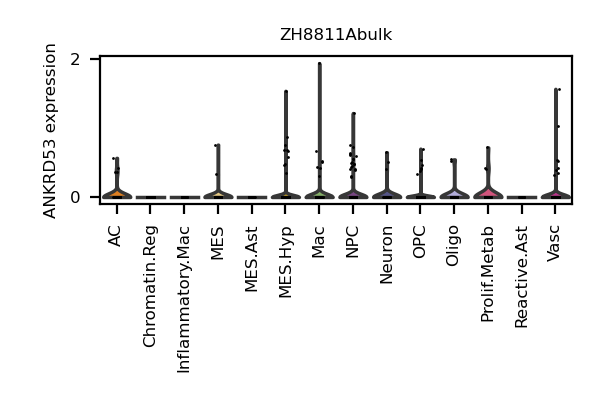 ZH8811Abulk
ANKRD53 expression
2
0
AC
Chromatin.Reg
Inflammatory.Mac
MES
MES.Ast
MES.Hyp
Mac
NPC
Neuron
OPC
Oligo
Prolif.Metab
Reactive.Ast
Vasc